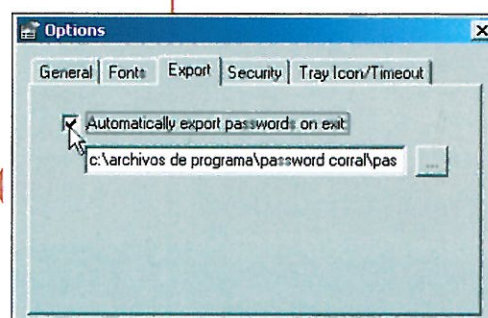 Options
General Fonts Export Security Tray Icon/Timeout
Automatically export passwords on exit
c:\archivos de programa\password corral\pas
...